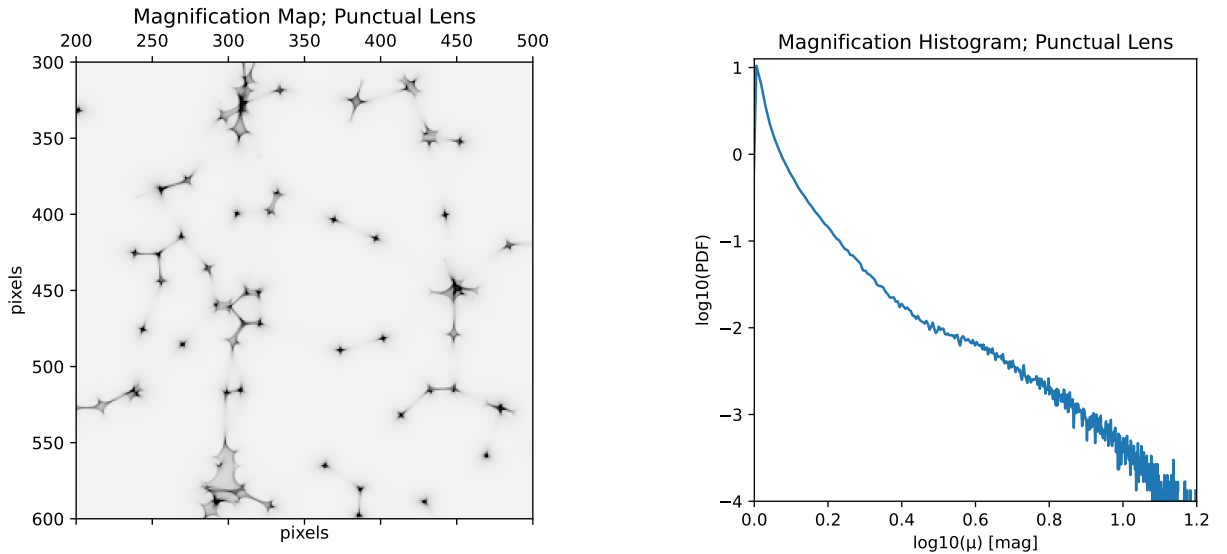 Magnification Map; Punctual Lens
200 250 300 350 400 450 500
300
350
400
450
500
550
600
pixels
pixels
Magnification Histogram; Punctual Lens
1
0
−1
−2
−3
−4
log10(PDF)
0.0 0.2 0.4 0.6 0.8 1.0 1.2
log10(μ) [mag]